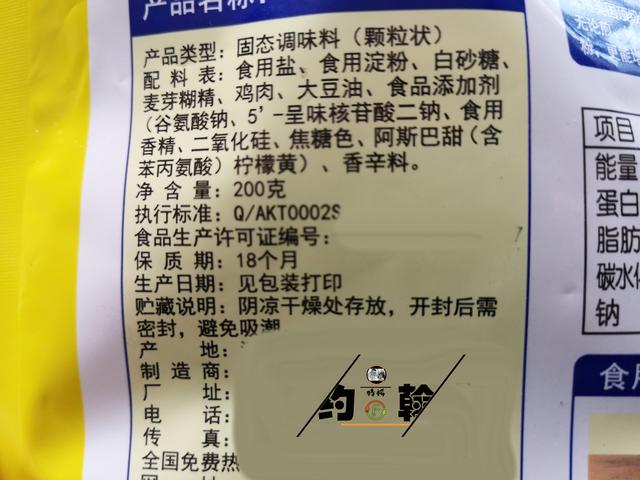 产品名称：
产品类型：固态调味料（颗粒状）
配料表：食用盐、食用淀粉、白砂糖、
麦芽糊精、鸡肉、大豆油、食品添加剂
（谷氨酸钠、5'-呈味核苷酸二钠、食用
香精、二氧化硅、焦糖色、阿斯巴甜（含
苯丙氨酸）柠檬黄）、香辛料。
净含量：200克
执行标准：Q/AKT0002S
食品生产许可证编号：
保质期：18个月
生产日期：见包装打印
贮藏说明：阴凉干燥处存放，开封后需
密封，避免吸潮
产地：
制造商：
厂址：
电话：
传真：
全国免费热
无论
项目
能量
蛋白
脂肪
碳水化
钠
食用
约翰